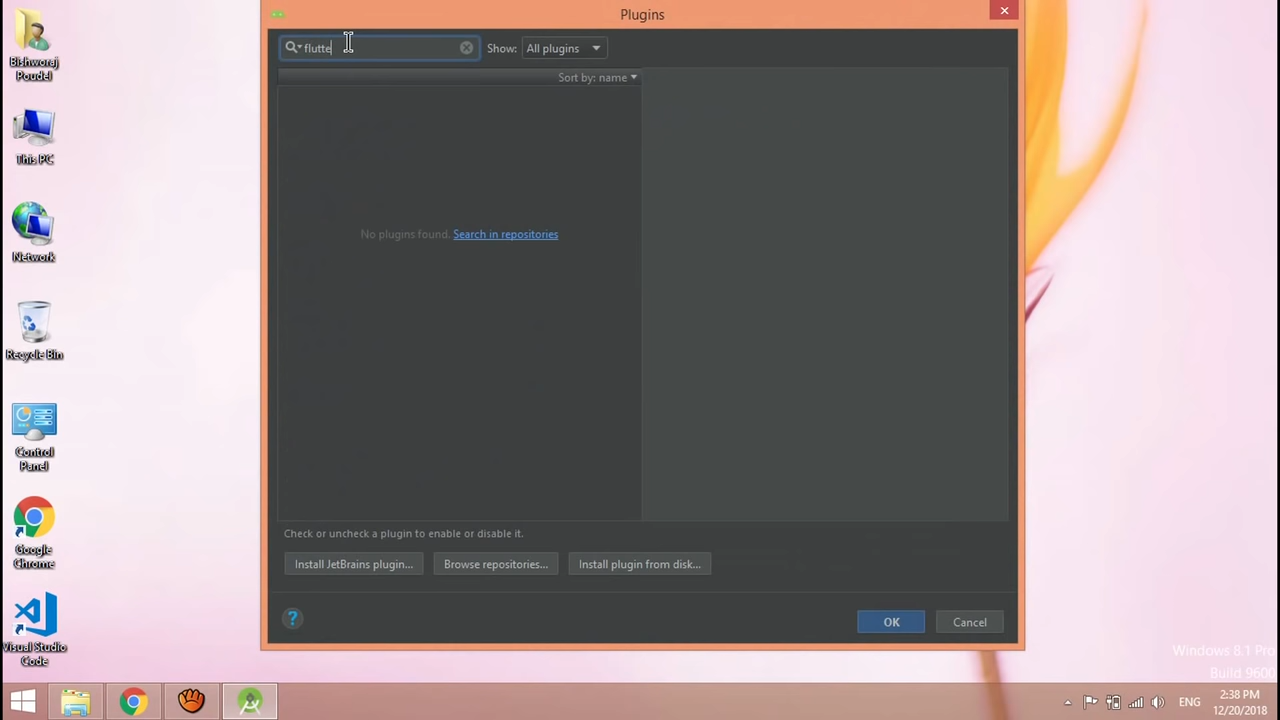 Plugins
flutte
Show: All plugins
Sort by: name
No plugins found. Search in repositories
Check or uncheck a plugin to enable or disable it.
Install JetBrains plugin...
Browse repositories...
Install plugin from disk...
?
OK
Cancel
Bishworaj
Poudel
This PC
Network
Recycle Bin
Control
Panel
Google
Chrome
Visual Studio
Code
Windows 8.1 Pro
Build 9600
ENG
2:38 PM
12/20/2018